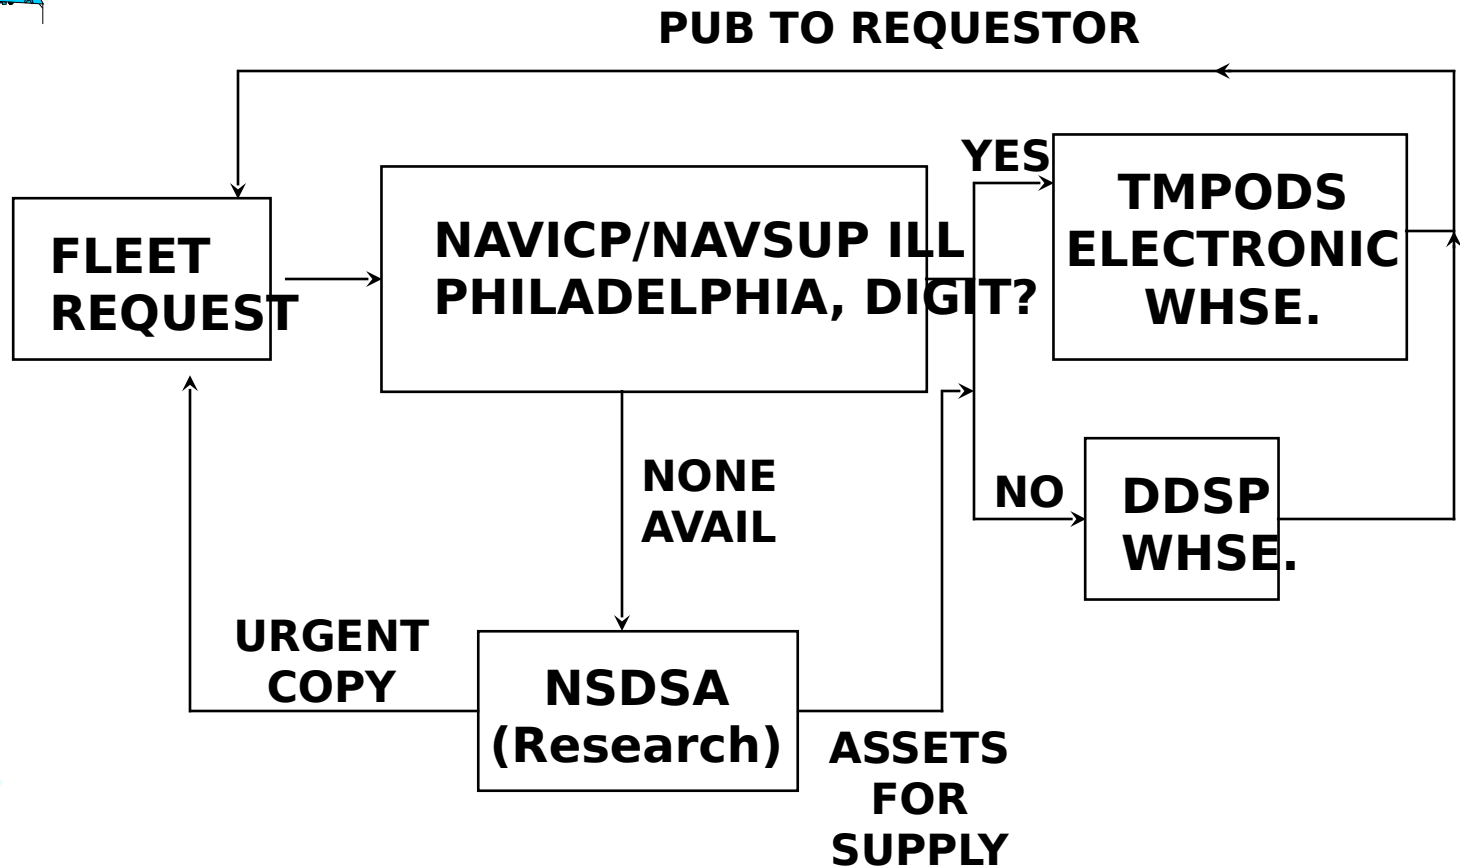 PUB TO REQUESTOR
YES
TMPODS
ELECTRONIC
WHSE.
NAVICP/NAVSUP ILL
PHILADELPHIA, DIGIT?
FLEET
REQUEST
NONE
AVAIL
NO
DDSP
WHSE.
URGENT
COPY
NSDSA
(Research)
ASSETS
FOR
SUPPLY